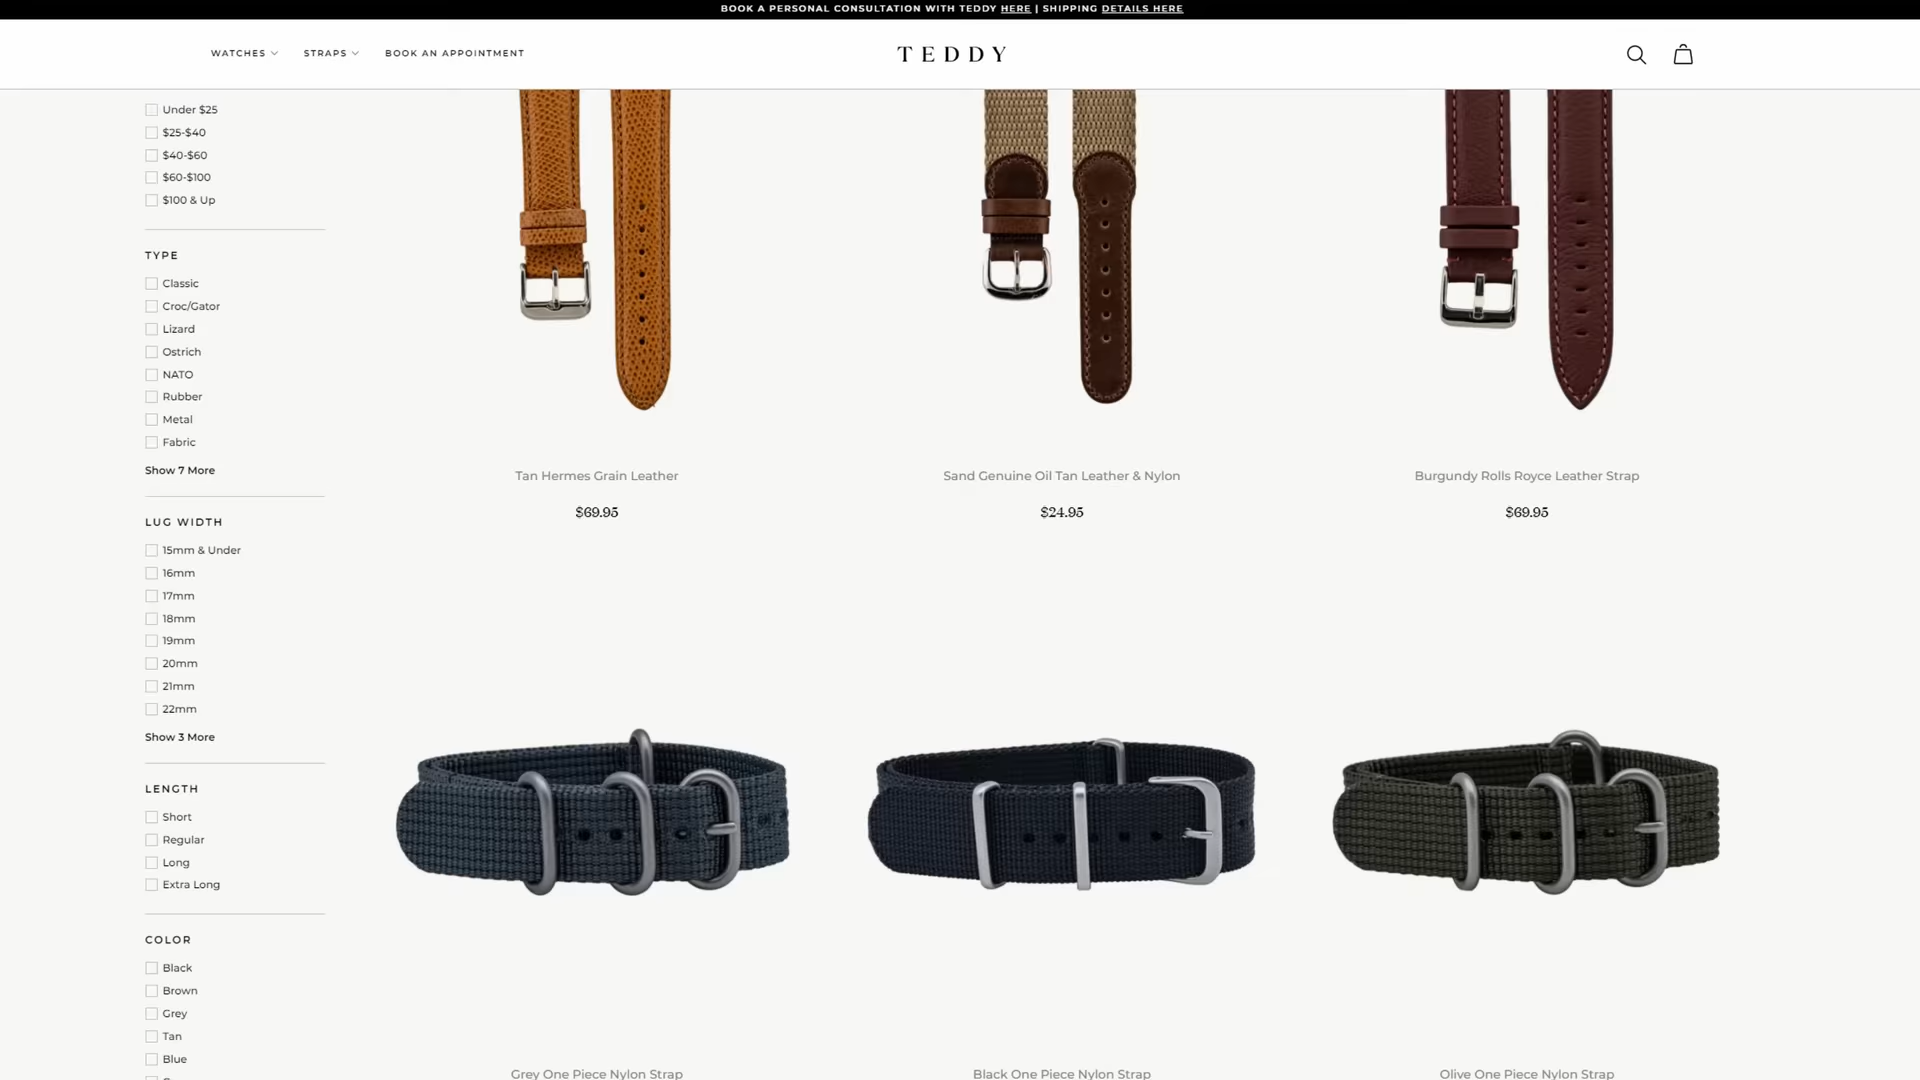 BOOK A PERSONAL CONSULTATION WITH TEDDY HERE | SHIPPING DETAILS HERE
WATCHES STRAPS BOOK AN APPOINTMENT
TEDDY
Under $25
$25-$40
$40-$60
$60-$100
$100 & Up
TYPE
Classic
Croc/Gator
Lizard
Ostrich
NATO
Rubber
Metal
Fabric
Show 7 More
LUG WIDTH
15mm & Under
16mm
17mm
18mm
19mm
20mm
21mm
22mm
Show 3 More
LENGTH
Short
Regular
Long
Extra Long
COLOR
Black
Brown
Grey
Tan
Blue
Tan Hermes Grain Leather
$69.95
Sand Genuine Oil Tan Leather & Nylon
$24.95
Burgundy Rolls Royce Leather Strap
$69.95
Grey One Piece Nylon Strap
Black One Piece Nylon Strap
Olive One Piece Nylon Strap